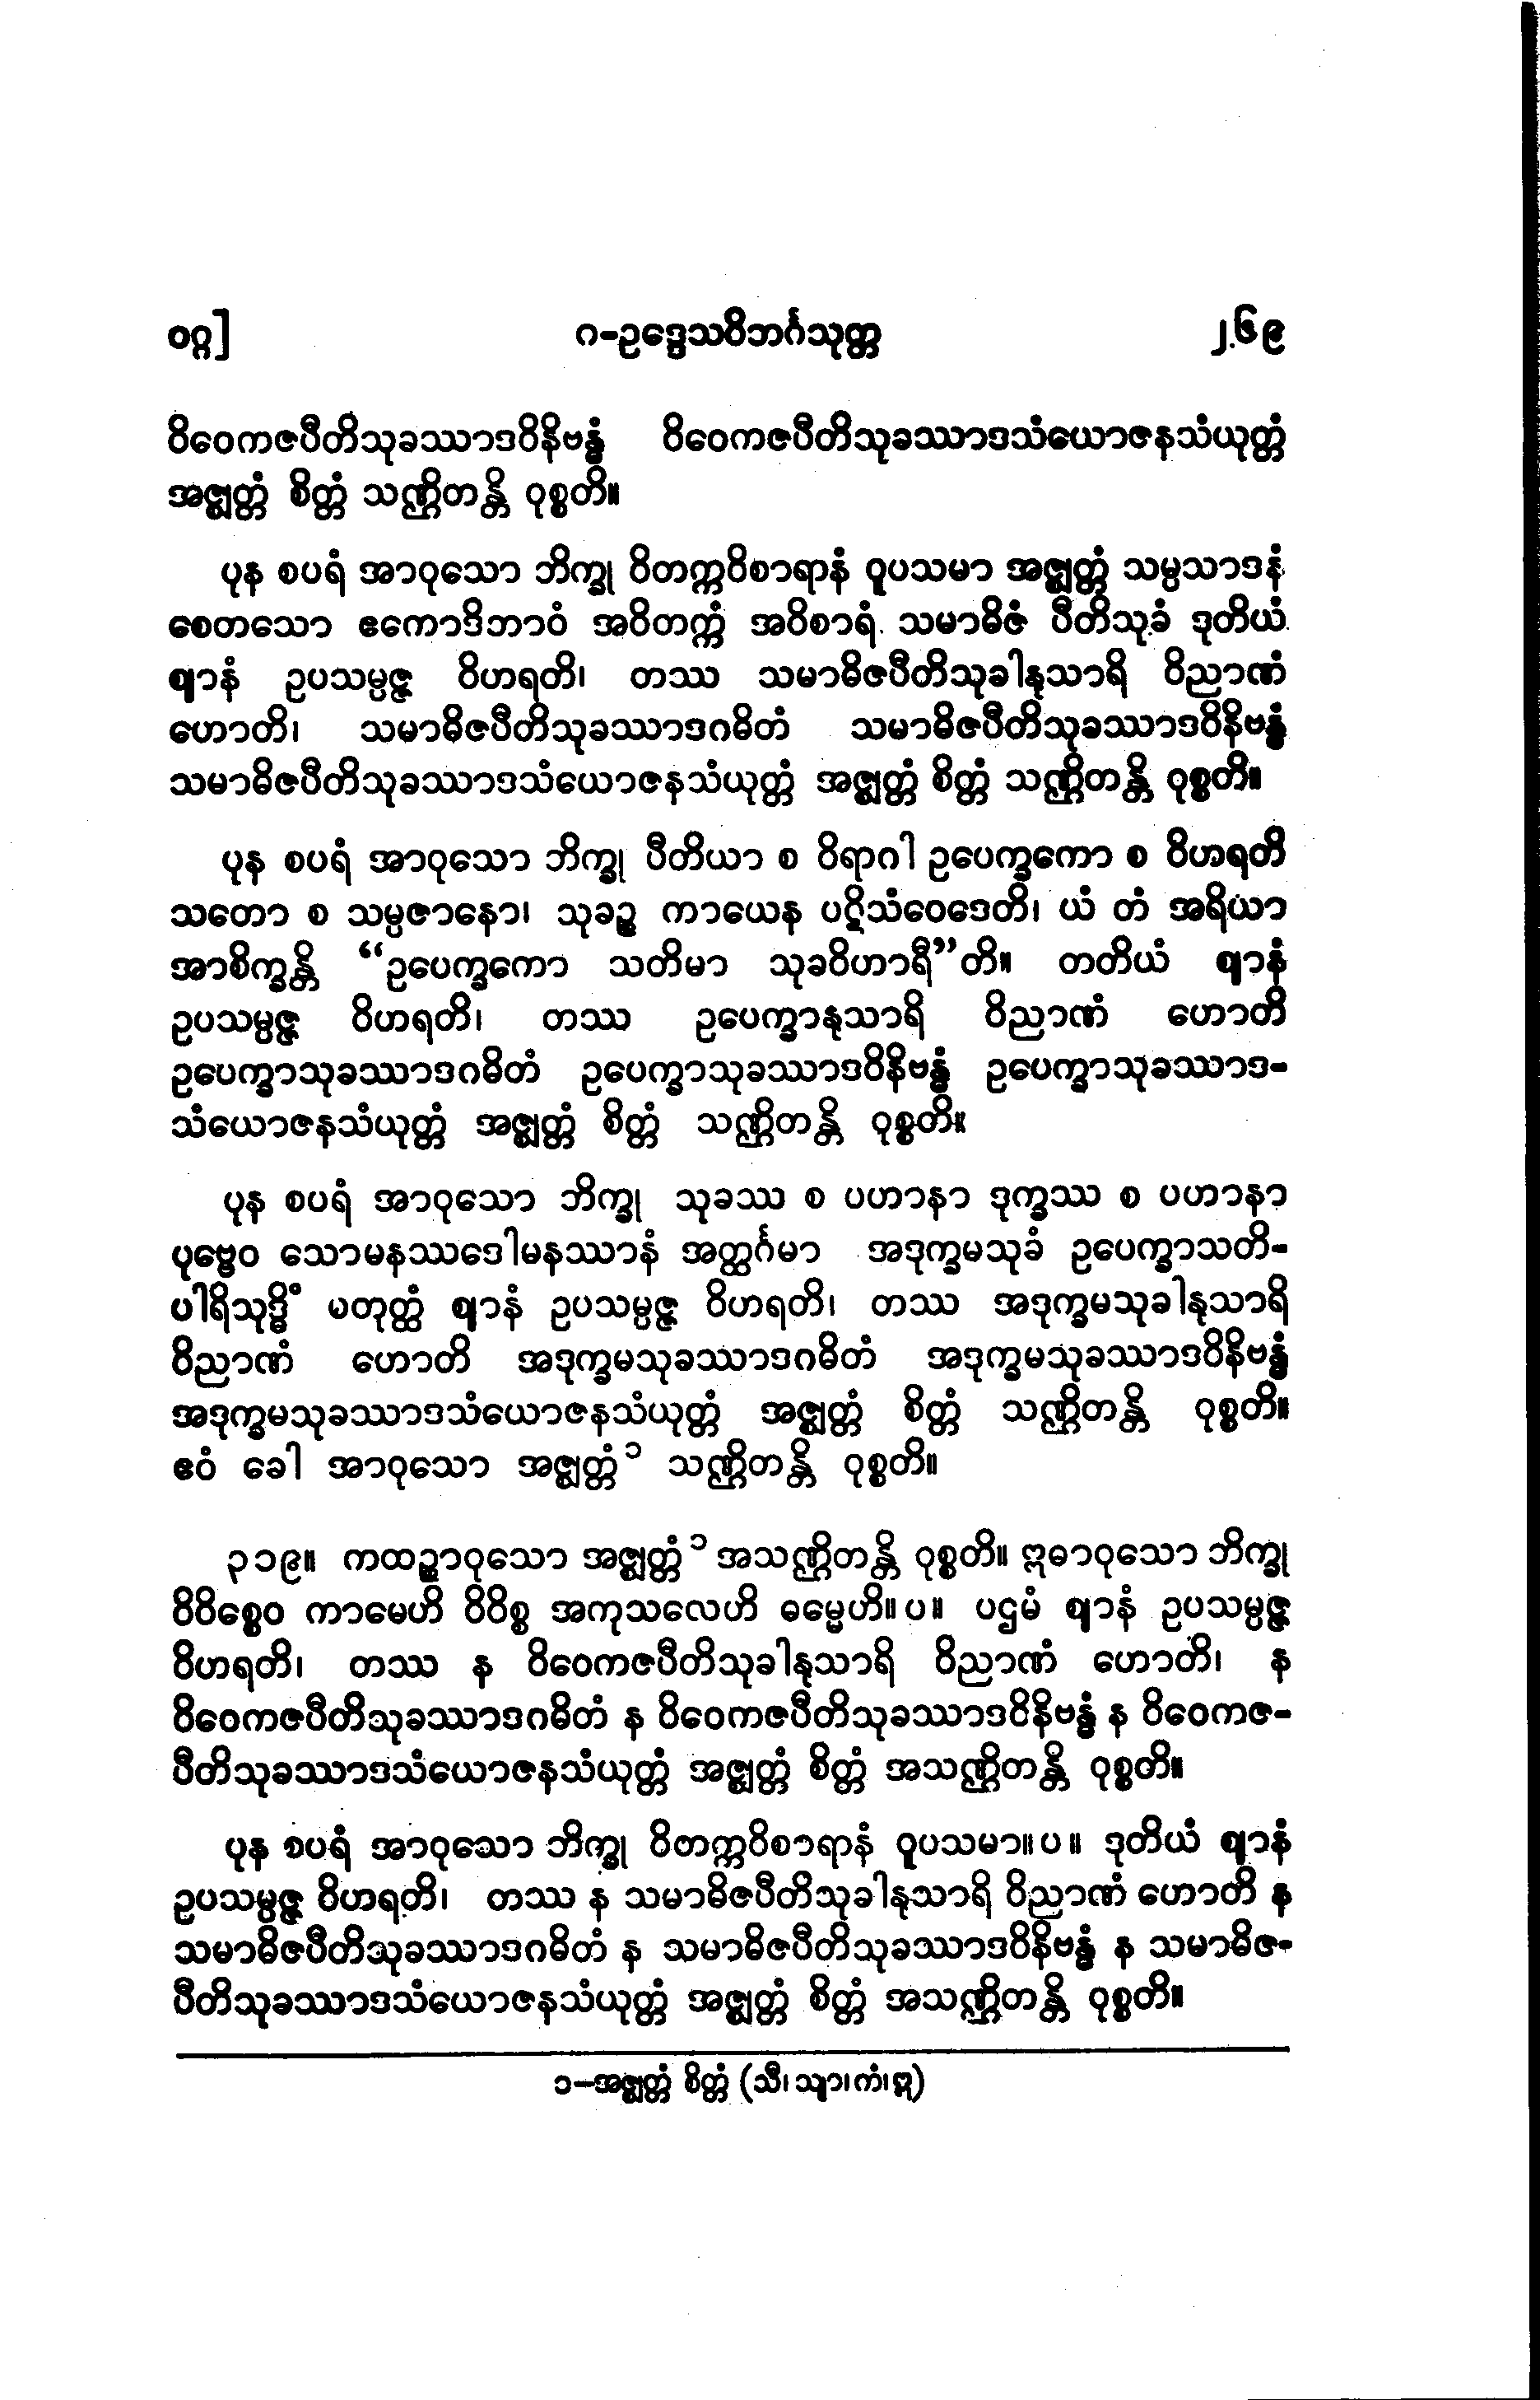 ဝဂ္ဂ]
၈-ဥဒ္ဒေသဝိဘင်္ဂသုတ္တ
၂၆၉
ဝိဝေကဇပီတိသုခဿာဒဝိနိဗန္ဓံ ဝိဝေကဇပီတိသုခဿာဒသံယောဇနသံယုတ္တံ
အဇ္ဈတ္တံ စိတ္တံ သဏ္ဌိတန္တိ ဝုစ္စတိ။
ပုန စပရံ အာဝုသော ဘိက္ခု ဝိတက္ကဝိစာရာနံ ဝူပသမာ အဇ္ဈတ္တံ သမ္ပသာဒနံ
စေတသော ဧကောဒိဘာဝံ အဝိတက္ကံ အဝိစာရံ သမာဓိဇံ ပီတိသုခံ ဒုတိယံ
ဈာနံ ဥပသမ္ပဇ္ဇ ဝိဟရတိ၊ တဿ သမာဓိဇပီတိသုခါနုသာရိ ဝိညာဏံ
ဟောတိ၊ သမာဓိဇပီတိသုခဿာဒဂဓိတံ သမာဓိဇပီတိသုခဿာဒဝိနိဗန္ဓံ
သမာဓိဇပီတိသုခဿာဒသံယောဇနသံယုတ္တံ အဇ္ဈတ္တံ စိတ္တံ သဏ္ဌိတန္တိ ဝုစ္စတိ။
ပုန စပရံ အာဝုသော ဘိက္ခု ပီတိယာ စ ဝိရာဂါ ဥပေက္ခကော စ ဝိဟရတိ
သတော စ သမ္ပဇာနော၊ သုခဉ္စ ကာယေန ပဋိသံဝေဒေတိ၊ ယံ တံ အရိယာ
အာစိက္ခန္တိ “ဥပေက္ခကော သတိမာ သုခဝိဟာရီ”တိ။ တတိယံ ဈာနံ
ဥပသမ္ပဇ္ဇ ဝိဟရတိ၊ တဿ ဥပေက္ခာနုသာရိ ဝိညာဏံ ဟောတိ
ဥပေက္ခာသုခဿာဒဂဓိတံ ဥပေက္ခာသုခဿာဒဝိနိဗန္ဓံ ဥပေက္ခာသုခဿာဒ-
သံယောဇနသံယုတ္တံ အဇ္ဈတ္တံ စိတ္တံ သဏ္ဌိတန္တိ ဝုစ္စတိ။
ပုန စပရံ အာဝုသော ဘိက္ခု သုခဿ စ ပဟာနာ ဒုက္ခဿ စ ပဟာနာ
ပုဗ္ဗေဝ သောမနဿဒေါမနဿာနံ အတ္ထင်္ဂမာ အဒုက္ခမသုခံ ဥပေက္ခာသတိ-
ပါရိသုဒ္ဓိံ မတုတ္ထံ ဈာနံ ဥပသမ္ပဇ္ဇ ဝိဟရတိ၊ တဿ အဒုက္ခမသုခါနုသာရိ
ဝိညာဏံ ဟောတိ အဒုက္ခမသုခဿာဒဂဓိတံ အဒုက္ခမသုခဿာဒဝိနိဗန္ဓံ
အဒုက္ခမသုခဿာဒသံယောဇနသံယုတ္တံ အဇ္ဈတ္တံ စိတ္တံ သဏ္ဌိတန္တိ ဝုစ္စတိ။
ဧဝံ ခေါ အာဝုသော အဇ္ဈတ္တံ ၁ သဏ္ဌိတန္တိ ဝုစ္စတိ။
၃၁၉။ ကထဉ္စာဝုသော အဇ္ဈတ္တံ ၁ အသဏ္ဌိတန္တိ ဝုစ္စတိ။ ဣဓာဝုသော ဘိက္ခု
ဝိဝိစ္စေဝ ကာမေဟိ ဝိဝိစ္စ အကုသလေဟိ ဓမ္မေဟိ။ ပ။ ပဌမံ ဈာနံ ဥပသမ္ပဇ္ဇ
ဝိဟရတိ၊ တဿ န ဝိဝေကဇပီတိသုခါနုသာရိ ဝိညာဏံ ဟောတိ၊ န
ဝိဝေကဇပီတိသုခဿာဒဂဓိတံ န ဝိဝေကဇပီတိသုခဿာဒဝိနိဗန္ဓံ န ဝိဝေကဇ-
ပီတိသုခဿာဒသံယောဇနသံယုတ္တံ အဇ္ဈတ္တံ စိတ္တံ အသဏ္ဌိတန္တိ ဝုစ္စတိ။
ပုန စပရံ အာဝုသော ဘိက္ခု ဝိတက္ကဝိစာရာနံ ဝူပသမာ။ ပ။ ဒုတိယံ ဈာနံ
ဥပသမ္ပဇ္ဇ ဝိဟရတိ၊ တဿ န သမာဓိဇပီတိသုခါနုသာရိ ဝိညာဏံ ဟောတိ န
သမာဓိဇပီတိသုခဿာဒဂဓိတံ န သမာဓိဇပီတိသုခဿာဒဝိနိဗန္ဓံ န သမာဓိဇ-
ပီတိသုခဿာဒသံယောဇနသံယုတ္တံ အဇ္ဈတ္တံ စိတ္တံ အသဏ္ဌိတန္တိ ဝုစ္စတိ။
၁-အဇ္ဈတ္တံ စိတ္တံ (သီ၊ သျာ၊ ကံ၊ ဣ)